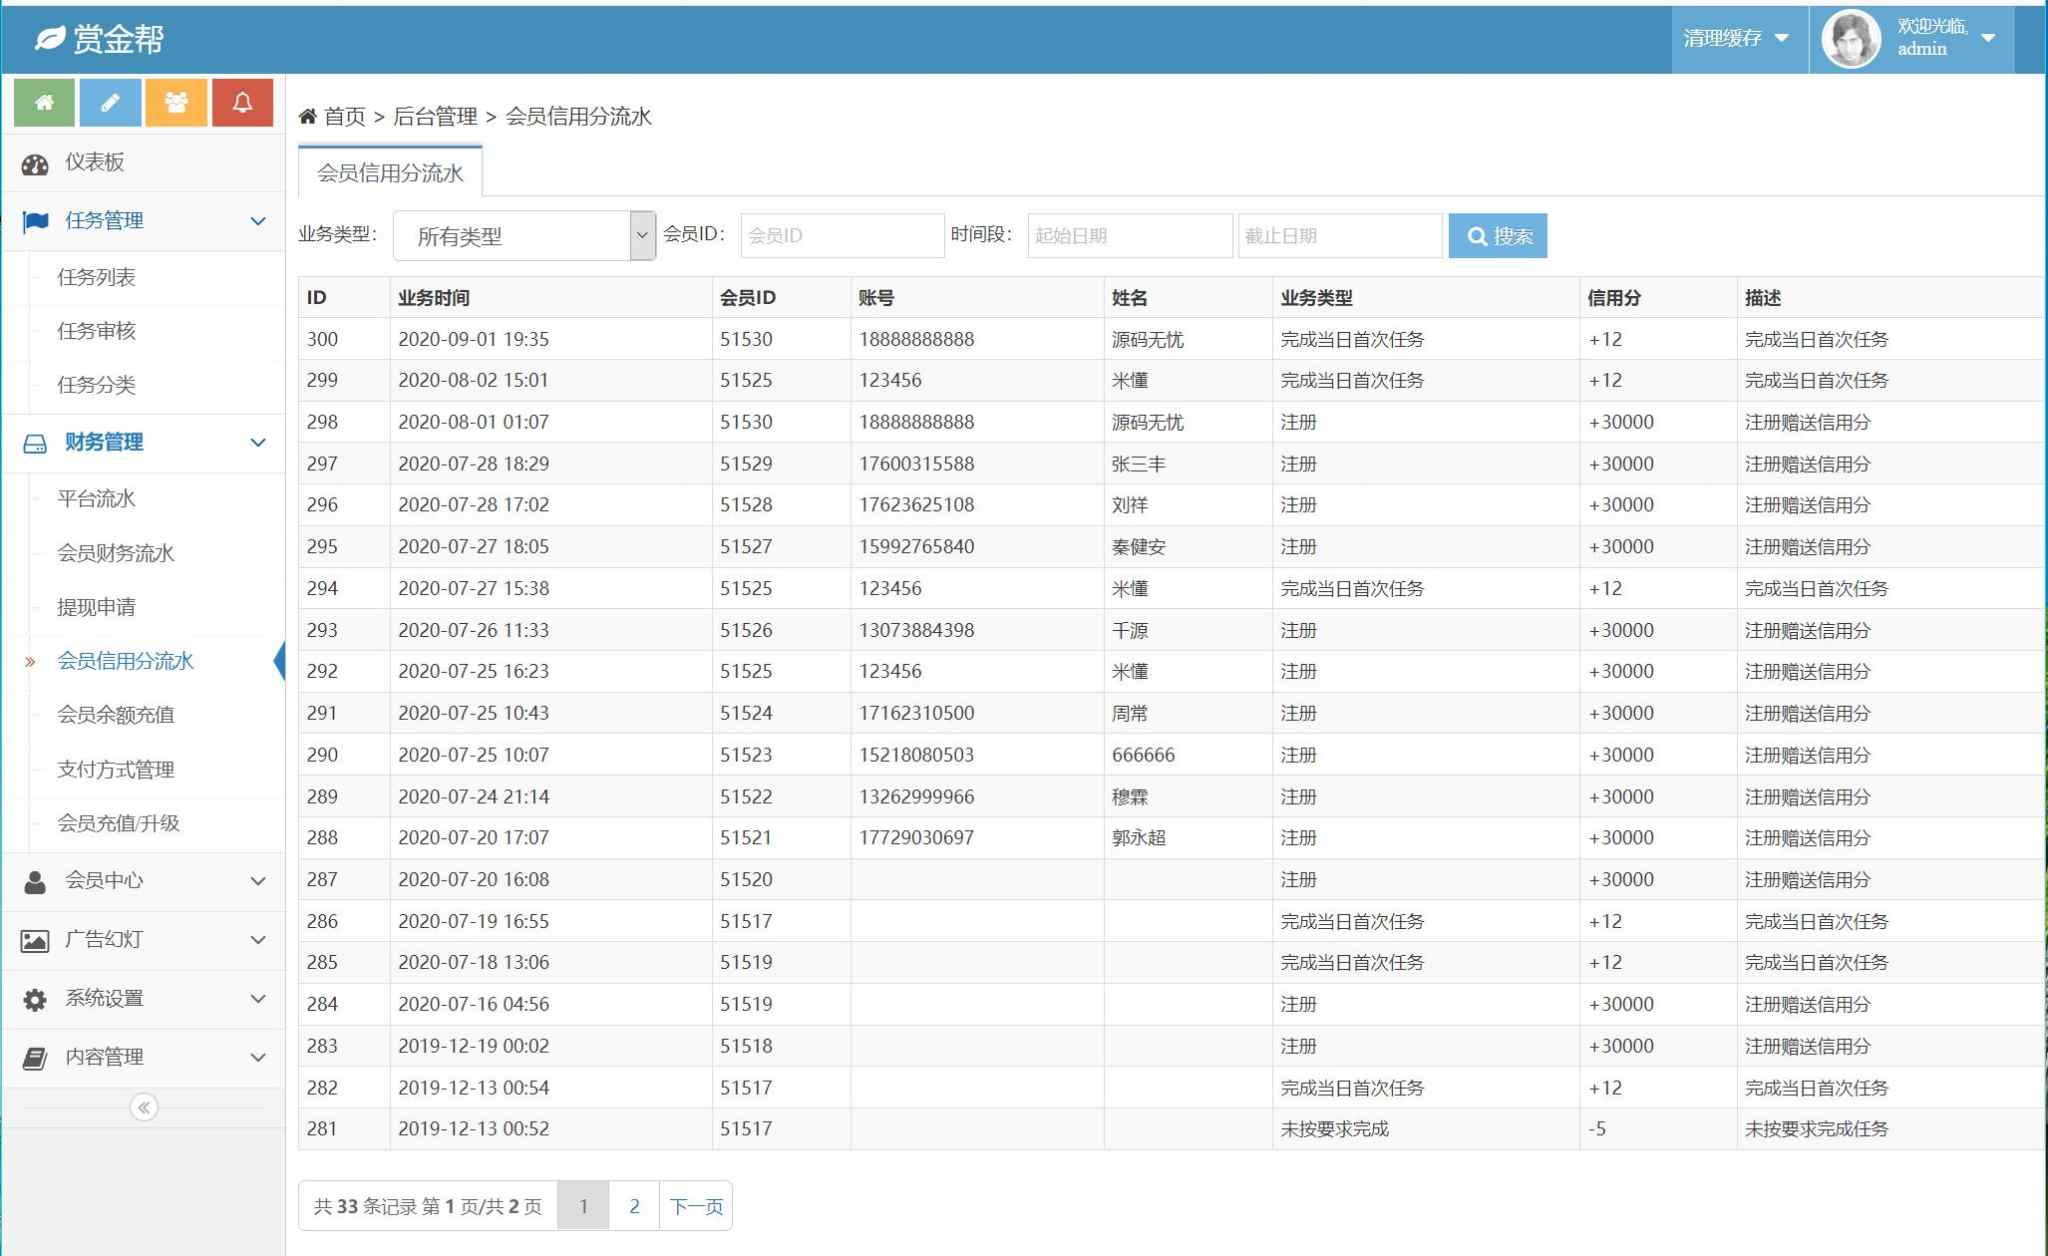 赏金帮
清理缓存
欢迎光临,
admin
首页 > 后台管理 > 会员信用分流水
仪表板
任务管理
任务列表
任务审核
任务分类
财务管理
平台流水
会员财务流水
提现申请
会员信用分流水
会员余额充值
支付方式管理
会员充值/升级
会员中心
广告幻灯
系统设置
内容管理
会员信用分流水
业务类型: 所有类型 会员ID: 会员ID 时间段: 起始日期 截止日期 搜索
ID 业务时间 会员ID 账号 姓名 业务类型 信用分 描述
300 2020-09-01 19:35 51530 18888888888 源码无忧 完成当日首次任务 +12 完成当日首次任务
299 2020-08-02 15:01 51525 123456 米懂 完成当日首次任务 +12 完成当日首次任务
298 2020-08-01 01:07 51530 18888888888 源码无忧 注册 +30000 注册赠送信用分
297 2020-07-28 18:29 51529 17600315588 张三丰 注册 +30000 注册赠送信用分
296 2020-07-28 17:02 51528 17623625108 刘祥 注册 +30000 注册赠送信用分
295 2020-07-27 18:05 51527 15992765840 秦健安 注册 +30000 注册赠送信用分
294 2020-07-27 15:38 51525 123456 米懂 完成当日首次任务 +12 完成当日首次任务
293 2020-07-26 11:33 51526 13073884398 千源 注册 +30000 注册赠送信用分
292 2020-07-25 16:23 51525 123456 米懂 注册 +30000 注册赠送信用分
291 2020-07-25 10:43 51524 17162310500 周常 注册 +30000 注册赠送信用分
290 2020-07-25 10:07 51523 15218080503 666666 注册 +30000 注册赠送信用分
289 2020-07-24 21:14 51522 13262999966 穆霖 注册 +30000 注册赠送信用分
288 2020-07-20 17:07 51521 17729030697 郭永超 注册 +30000 注册赠送信用分
287 2020-07-20 16:08 51520 注册 +30000 注册赠送信用分
286 2020-07-19 16:55 51517 完成当日首次任务 +12 完成当日首次任务
285 2020-07-18 13:06 51519 完成当日首次任务 +12 完成当日首次任务
284 2020-07-16 04:56 51519 注册 +30000 注册赠送信用分
283 2019-12-19 00:02 51518 注册 +30000 注册赠送信用分
282 2019-12-13 00:54 51517 完成当日首次任务 +12 完成当日首次任务
281 2019-12-13 00:52 51517 未按要求完成 -5 未按要求完成任务
共 33 条记录 第 1 页/共 2 页 1 2 下一页